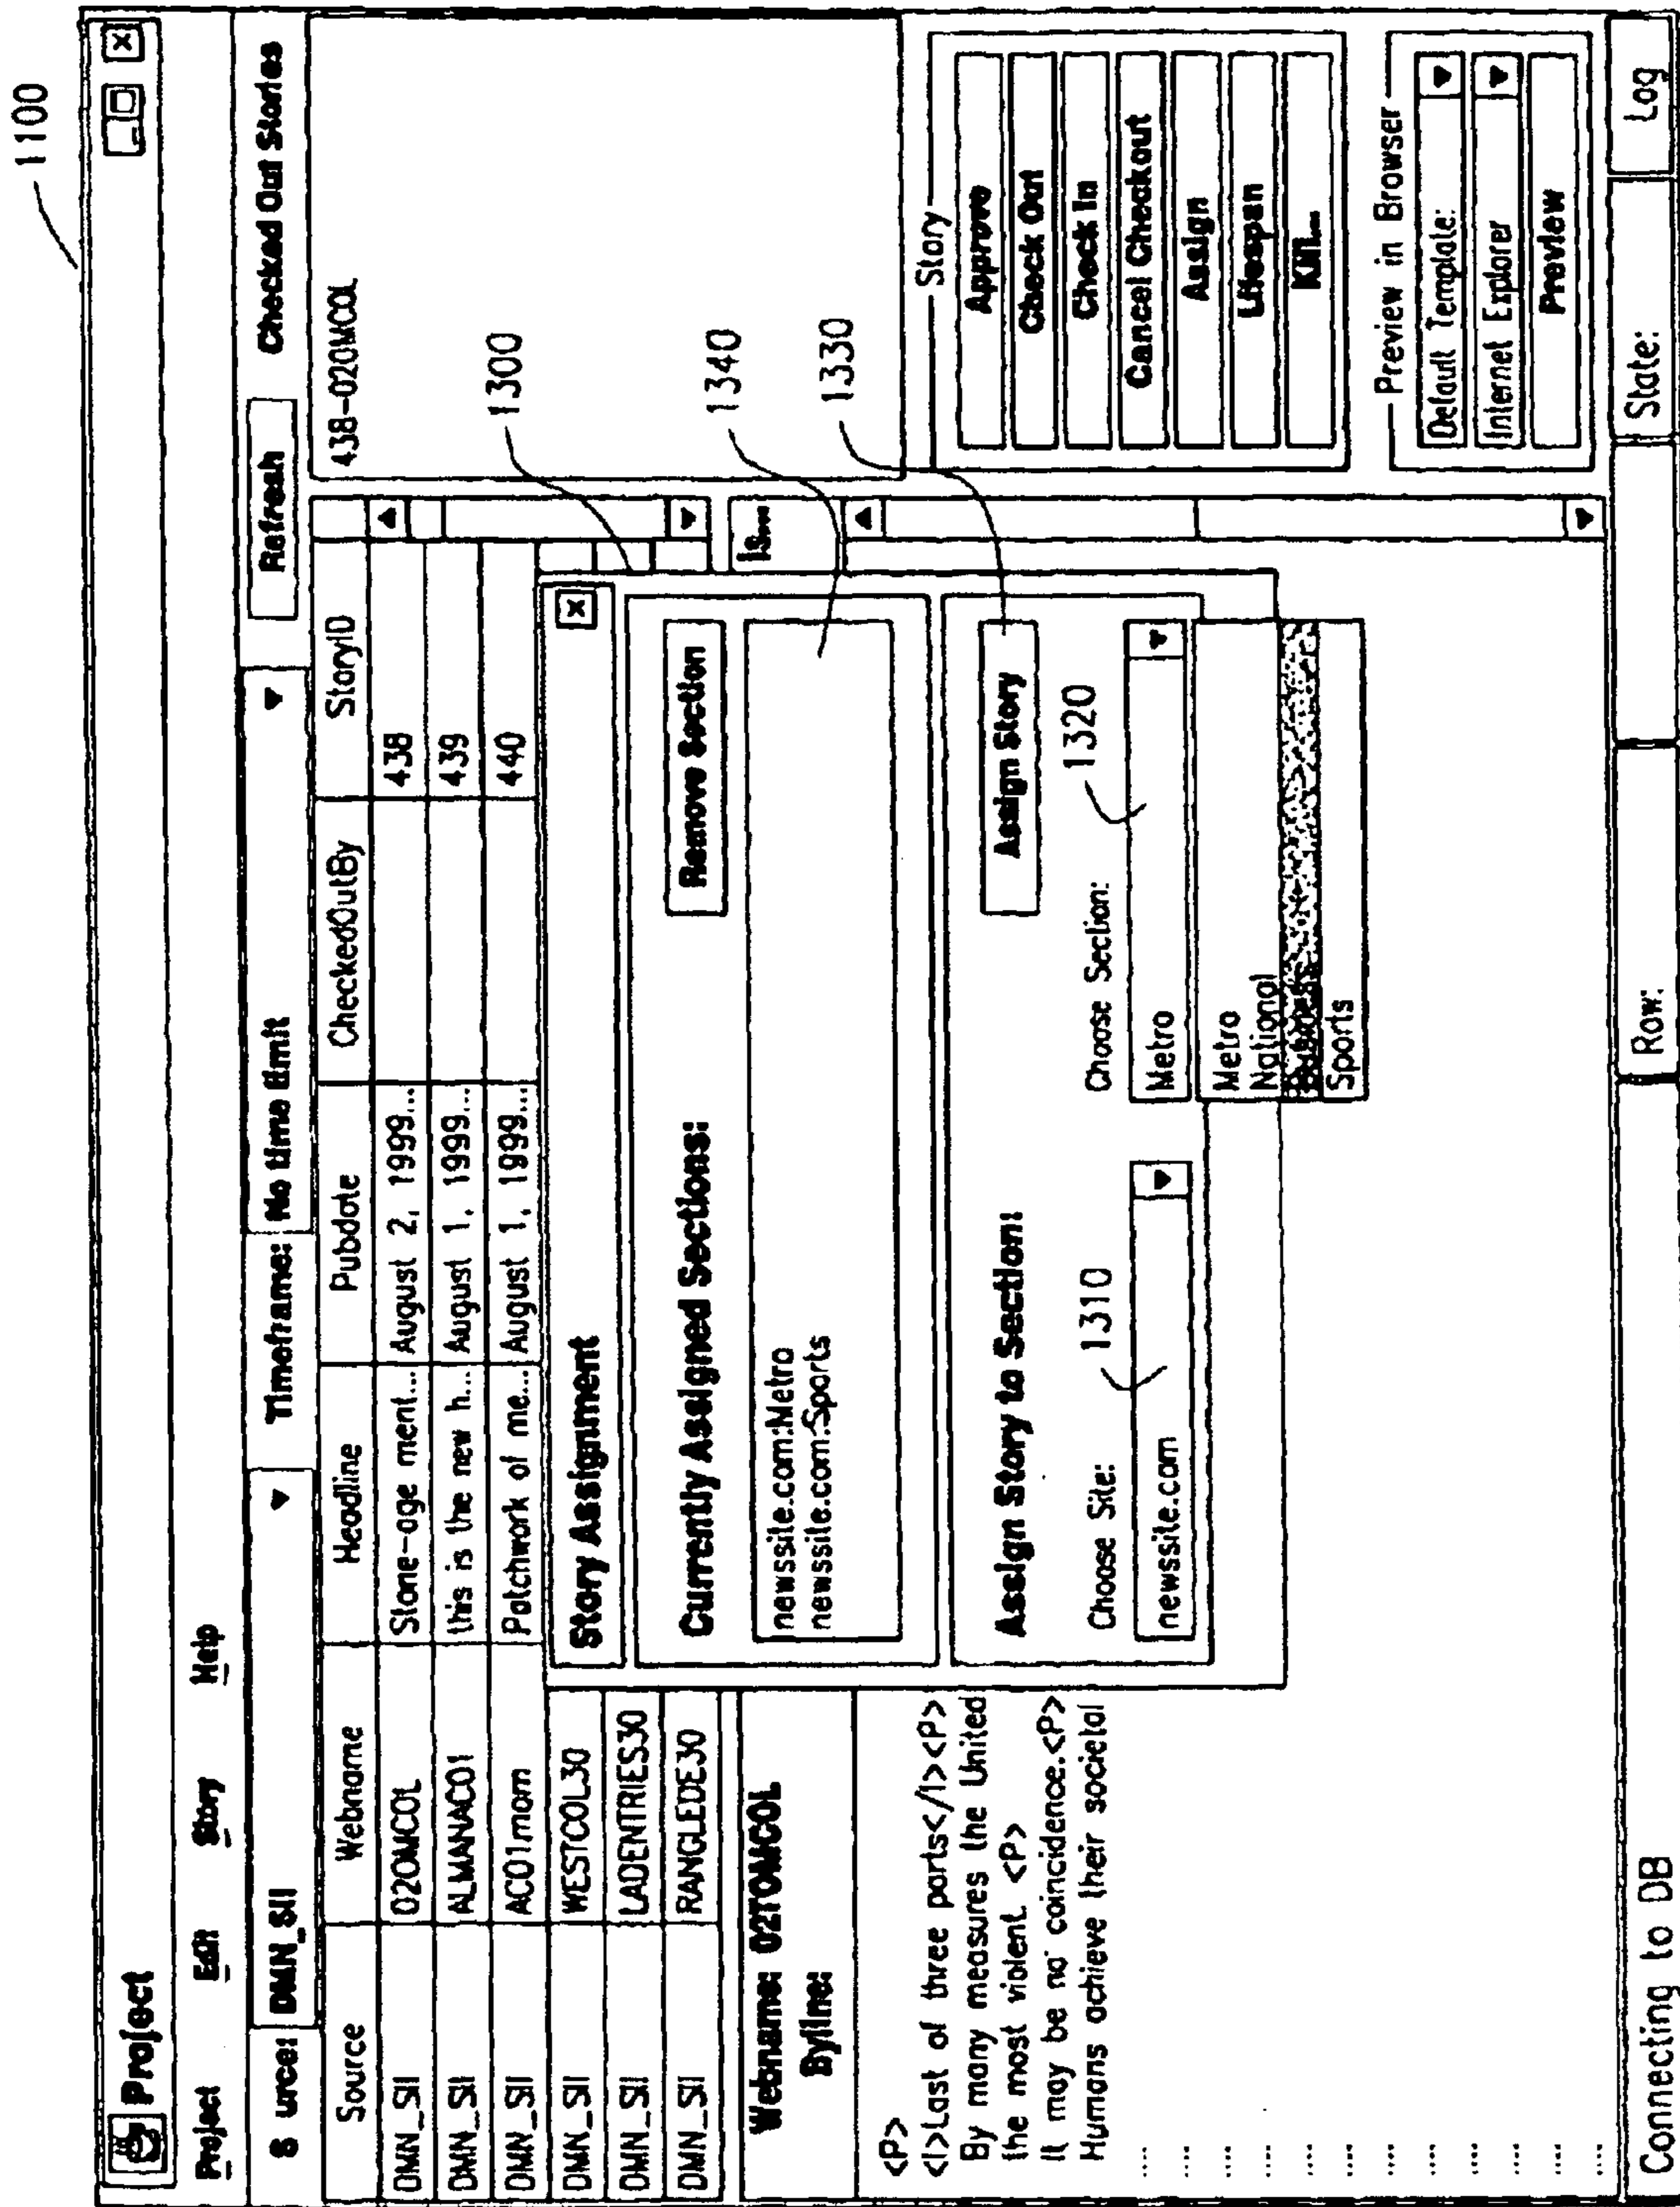 1100
Project
Project Edit Story Help
S urce: DMN_SII Timeframe: No time limit Refresh Checked Out Stories
Source Webname Headline Pubdate CheckedOutBy StoryID
DMN_SII 020MCOL Stone-age ment... August 2, 1999... 438
DMN_SII ALMANAC01 this is the new h... August 1, 1999... 439
DMN_SII AC01mom Patchwork of me... August 1, 1999... 440
DMN_SII WESTCOL30
DMN_SII LADENTRIES30
DMN_SII RANGLEDE30
438-020MCOL
1300
1340
1330
Story Assignment
Currently Assigned Sections: Remove Section
newssite.com:Metro
newssite.com:Sports
Assign Story to Section: Assign Story
Choose Site: 1310 Choose Section: 1320
newssite.com Metro
Metro
National
Sports
Webname: 02TOMCOL
Byline:
<P>
<I>Last of three parts</I><P>
By many measures the United
the most violent. <P>
It may be no coincidence.<P>
Humans achieve their societal
Story
Approve
Check Out
Check In
Cancel Checkout
Assign
Lifespan
Kill...
Preview in Browser
Default Template:
Internet Explorer
Preview
Connecting to DB Row: State: Log